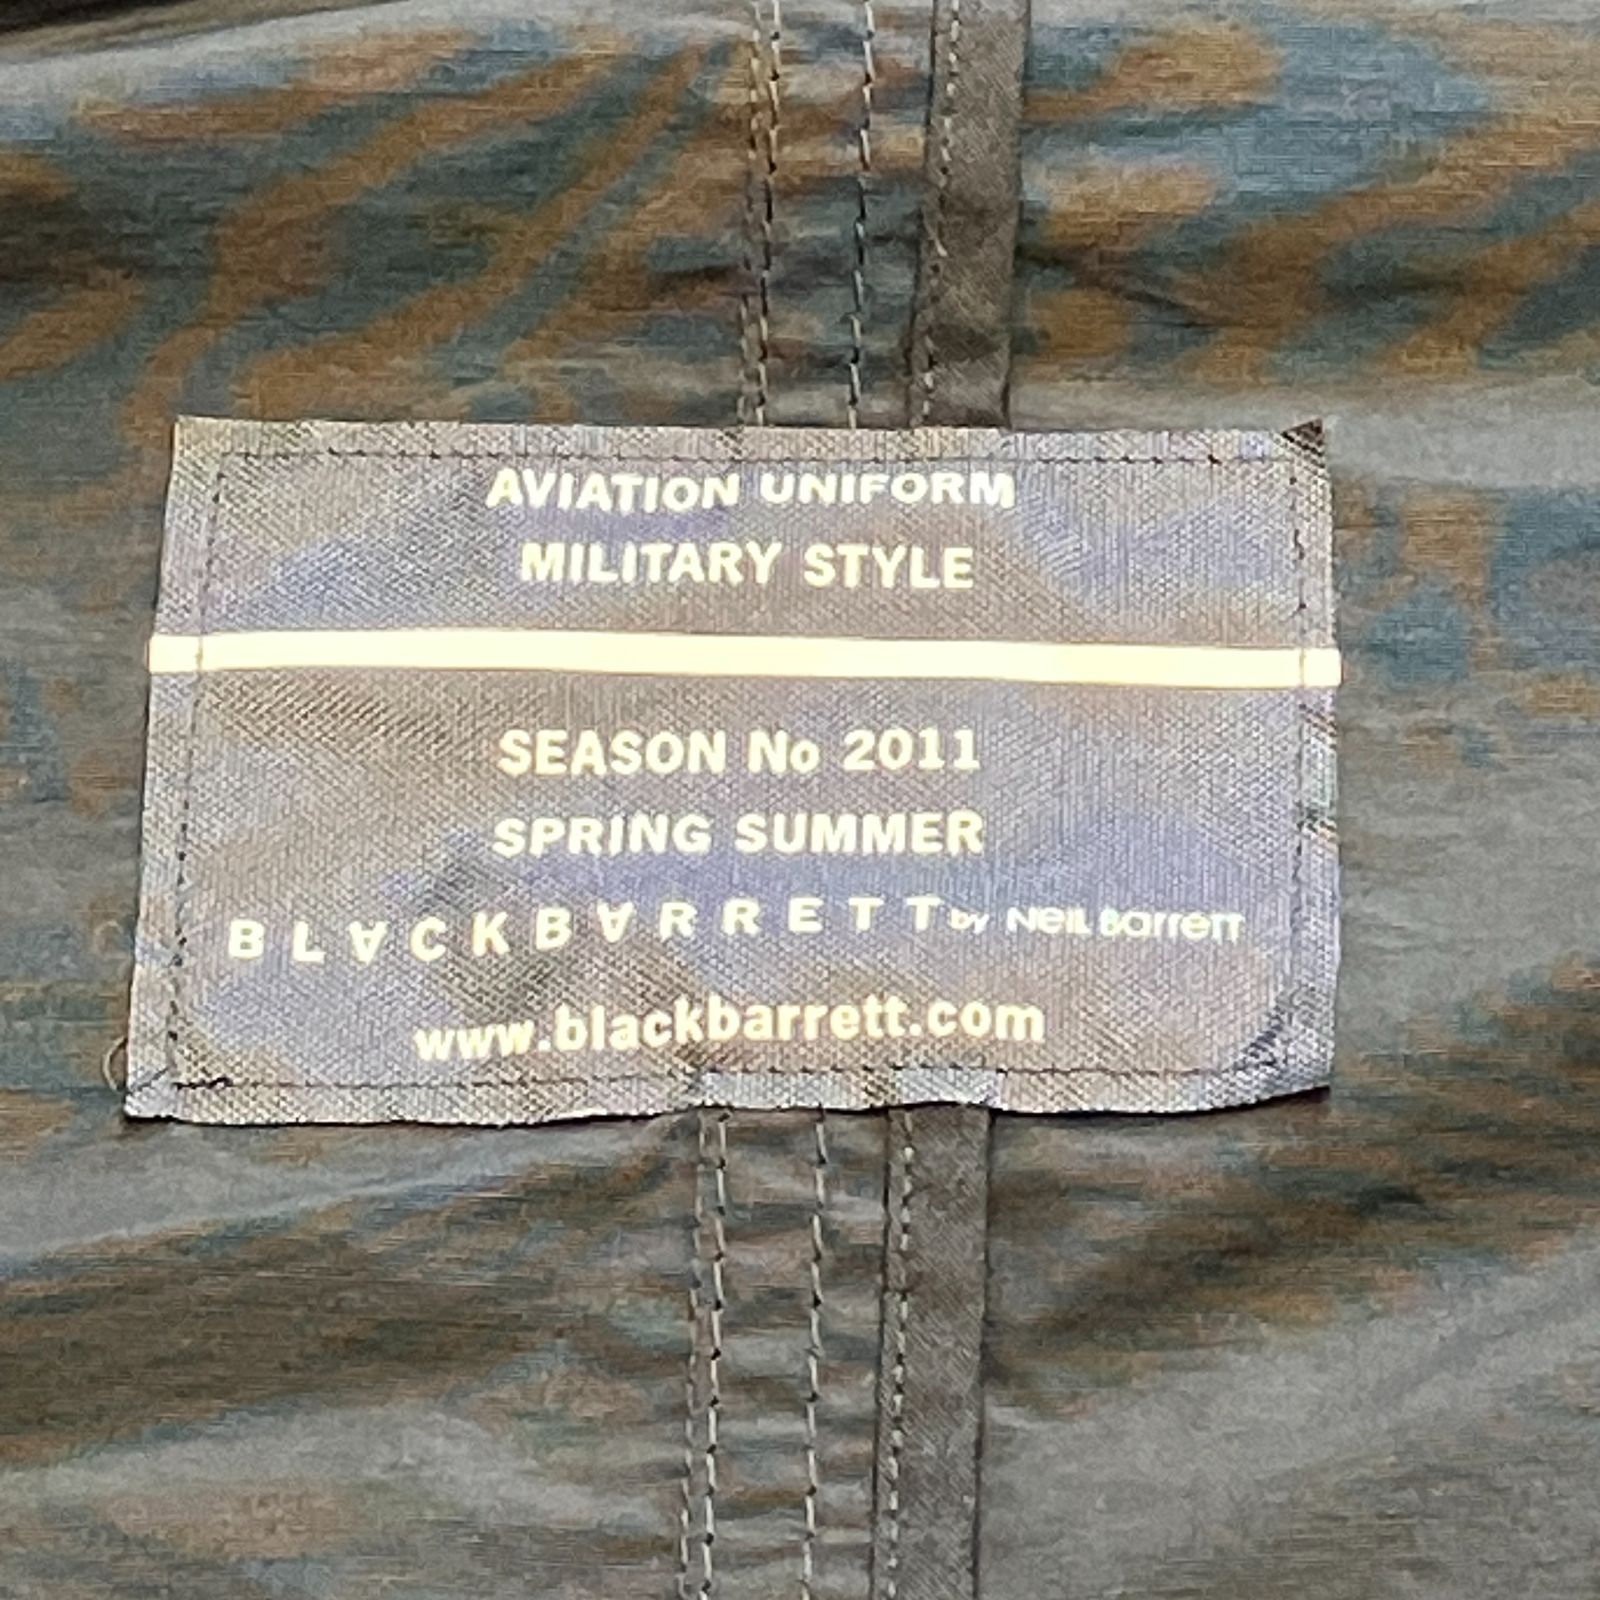 AVIATION UNIFORM
MILITARY STYLE
SEASON No 2011
SPRING SUMMER
BLACKBARRETT by Neil Barrett
www.blackbarrett.com